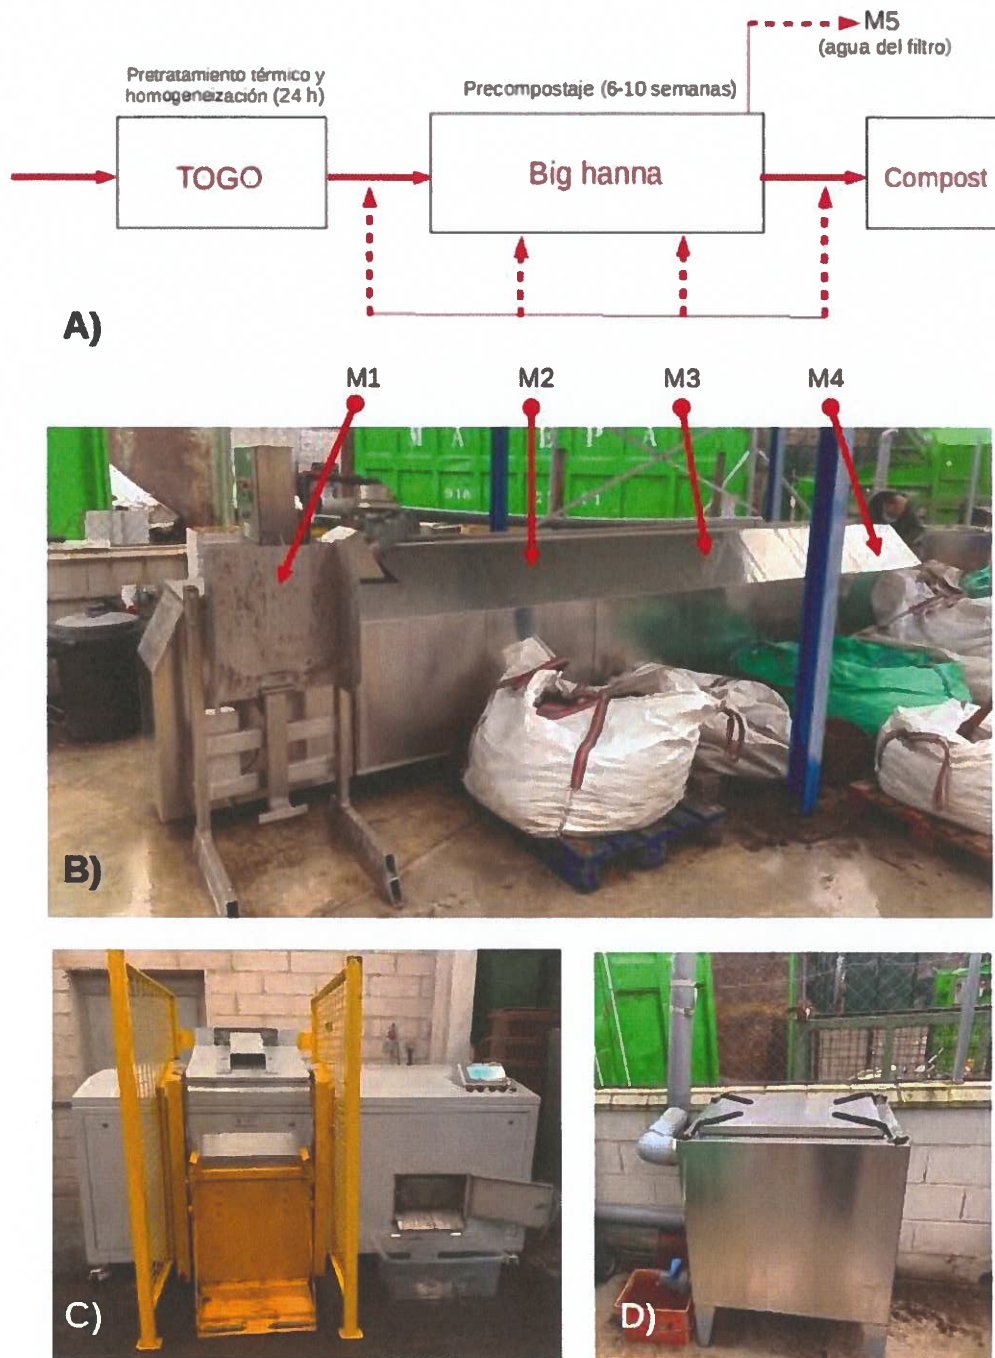 M5
(agua del filtro)
Pretratamiento térmico y
homogeneización (24 h)
Precompostaje (6-10 semanas)
TOGO
Big hanna
Compost
A)
M1
M2
M3
M4
M A E P A
91A
B)
C)
D)